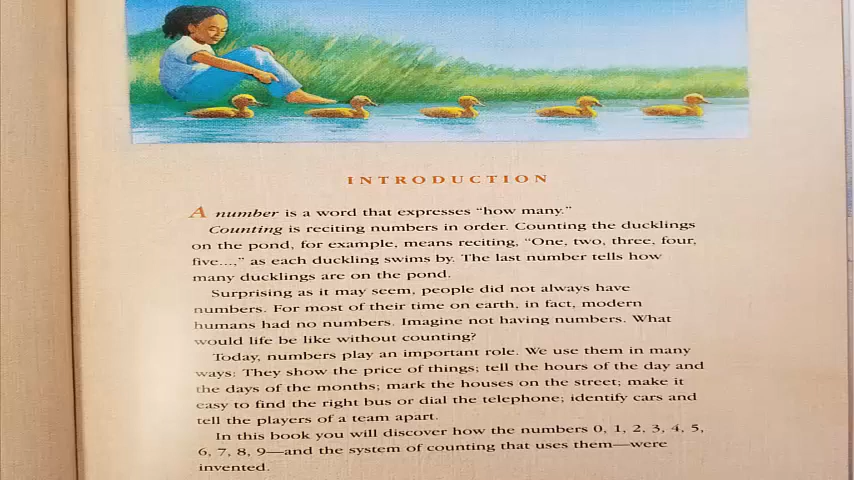 INTRODUCTION
A number is a word that expresses “how many.”
Counting is reciting numbers in order. Counting the ducklings
on the pond, for example, means reciting, “One, two, three, four,
five...,” as each duckling swims by. The last number tells how
many ducklings are on the pond.
Surprising as it may seem, people did not always have
numbers. For most of their time on earth, in fact, modern
humans had no numbers. Imagine not having numbers. What
would life be like without counting?
Today, numbers play an important role. We use them in many
ways: They show the price of things; tell the hours of the day and
the days of the months; mark the houses on the street; make it
easy to find the right bus or dial the telephone; identify cars and
tell the players of a team apart.
In this book you will discover how the numbers 0, 1, 2, 3, 4, 5,
6, 7, 8, 9—and the system of counting that uses them—were
invented.